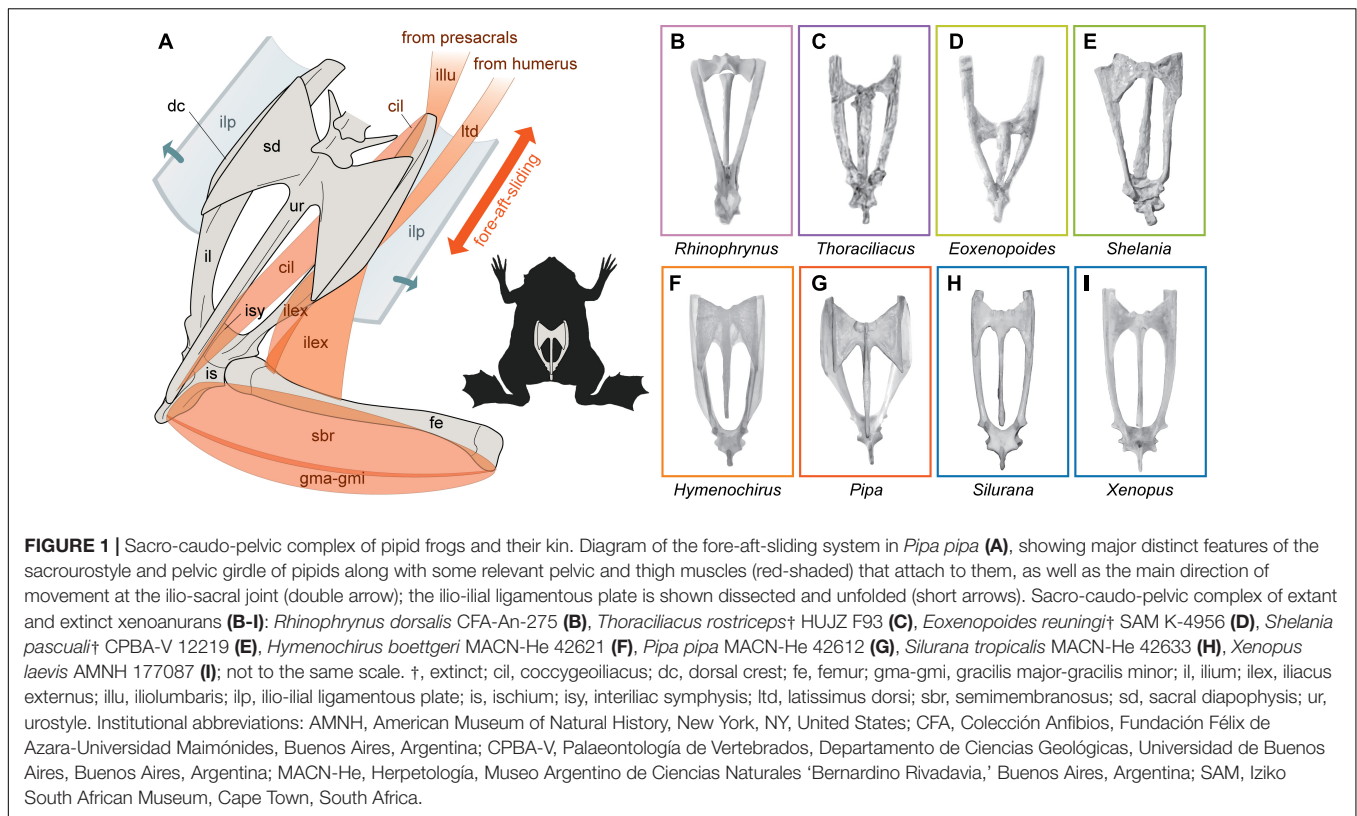 A
from presacrals
from humerus
illu
cil
dc
ilp
ltd
sd
ur
fore-aft-sliding
ilp
il
cil
isy
ilex
ilex
is
fe
sbr
gma-gmi
B
C
D
E
Rhinophrynus
Thoraciliacus
Eoxenopoides
Shelania
F
G
H
I
Hymenochirus
Pipa
Silurana
Xenopus
FIGURE 1 | Sacro-caudo-pelvic complex of pipid frogs and their kin. Diagram of the fore-aft-sliding system in Pipa pipa (A), showing major distinct features of the
sacrourostyle and pelvic girdle of pipids along with some relevant pelvic and thigh muscles (red-shaded) that attach to them, as well as the main direction of
movement at the ilio-sacral joint (double arrow); the ilio-ilial ligamentous plate is shown dissected and unfolded (short arrows). Sacro-caudo-pelvic complex of extant
and extinct xenoanurans (B-I): Rhinophrynus dorsalis CFA-An-275 (B), Thoraciliacus rostriceps† HUJZ F93 (C), Eoxenopoides reuningi† SAM K-4956 (D), Shelania
pascuali† CPBA-V 12219 (E), Hymenochirus boettgeri MACN-He 42621 (F), Pipa pipa MACN-He 42612 (G), Silurana tropicalis MACN-He 42633 (H), Xenopus
laevis AMNH 177087 (I); not to the same scale. †, extinct; cil, coccygeoiliacus; dc, dorsal crest; fe, femur; gma-gmi, gracilis major-gracilis minor; il, ilium; ilex, iliacus
externus; illu, iliolumbaris; ilp, ilio-ilial ligamentous plate; is, ischium; isy, interiliac symphysis; ltd, latissimus dorsi; sbr, semimembranosus; sd, sacral diapophysis; ur,
urostyle. Institutional abbreviations: AMNH, American Museum of Natural History, New York, NY, United States; CFA, Colección Anfibios, Fundación Félix de
Azara-Universidad Maimónides, Buenos Aires, Argentina; CPBA-V, Palaeontología de Vertebrados, Departamento de Ciencias Geológicas, Universidad de Buenos
Aires, Buenos Aires, Argentina; MACN-He, Herpetología, Museo Argentino de Ciencias Naturales ‘Bernardino Rivadavia,’ Buenos Aires, Argentina; SAM, Iziko
South African Museum, Cape Town, South Africa.